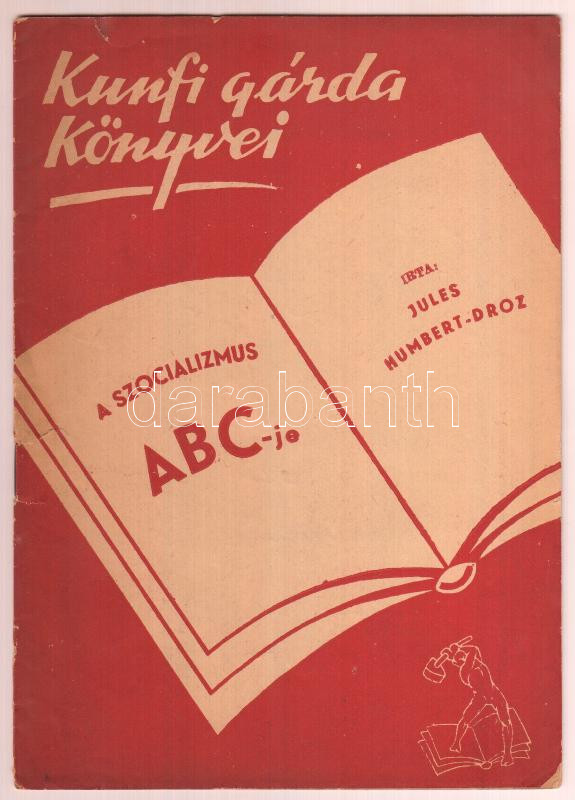 Kunfi gárda
Könyvei
A SZOCIALIZMUS
ABC-je
IRTA:
JULES
HUMBERT-DROZ
darabanth